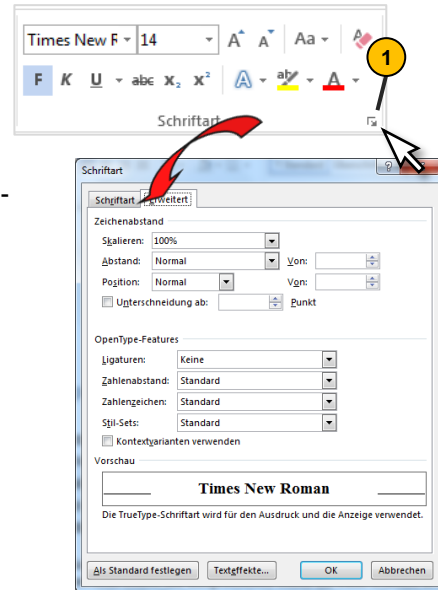 Times New F 14 A A Aa
1
F K U abc X₂ X² A ab A
Schriftart
-
Schriftart
Schriftart Erweitert
Zeichenabstand
Skalieren: 100%
Abstand: Normal Von:
Position: Normal Von:
Unterschneidung ab: Punkt
OpenType-Features
Ligaturen: Keine
Zahlenabstand: Standard
Zahlenzeichen: Standard
Stil-Sets: Standard
Kontextvarianten verwenden
Vorschau
Times New Roman
Die TrueType-Schriftart wird für den Ausdruck und die Anzeige verwendet.
Als Standard festlegen Texteffekte... OK Abbrechen